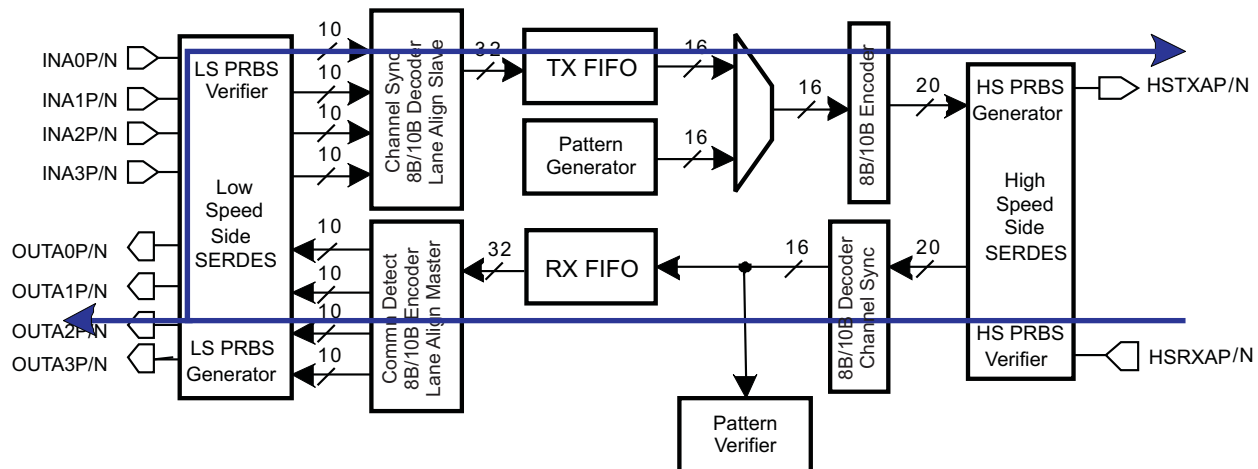 INA0P/N
INA1P/N
INA2P/N
INA3P/N
OUTA0P/N
OUTA1P/N
OUTA2P/N
OUTA3P/N
LS PRBS
Verifier
Low
Speed
Side
SERDES
LS PRBS
Generator
10
10
10
10
10
10
10
10
Channel Sync
8B/10B Decoder
Lane Align Slave
Commn Detect
8B/10B Encoder
Lane Align Master
32
32
TX FIFO
Pattern
Generator
RX FIFO
16
16
16
16
8B/10B Encoder
8B/10B Decoder
Channel Sync
Pattern
Verifier
20
20
HS PRBS
Generator
High
Speed
Side
SERDES
HS PRBS
Verifier
HSTXAP/N
HSRXAP/N